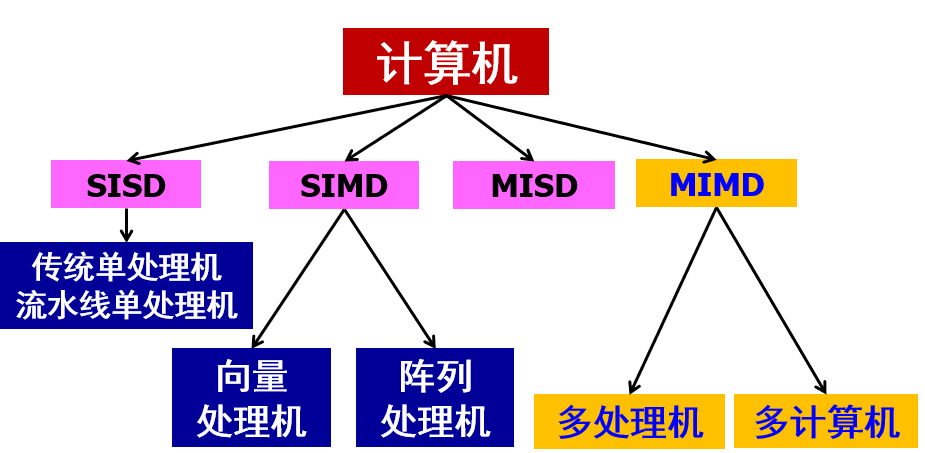 计算机
SISD
SIMD
MISD
MIMD
传统单处理机
流水线单处理机
向量
处理机
阵列
处理机
多处理机
多计算机